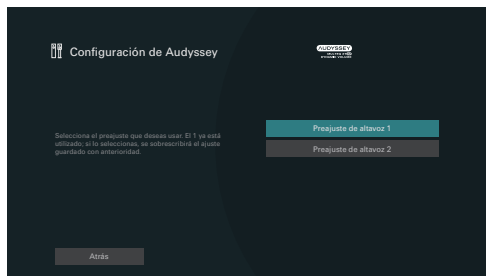 Configuración de Audyssey
AUDYSSEY
Selecciona el preajuste que deseas usar. El 1 ya está
utilizado; si lo seleccionas, se sobrescribirá el ajuste
guardado con anterioridad.
Preajuste de altavoz 1
Preajuste de altavoz 2
Atrás